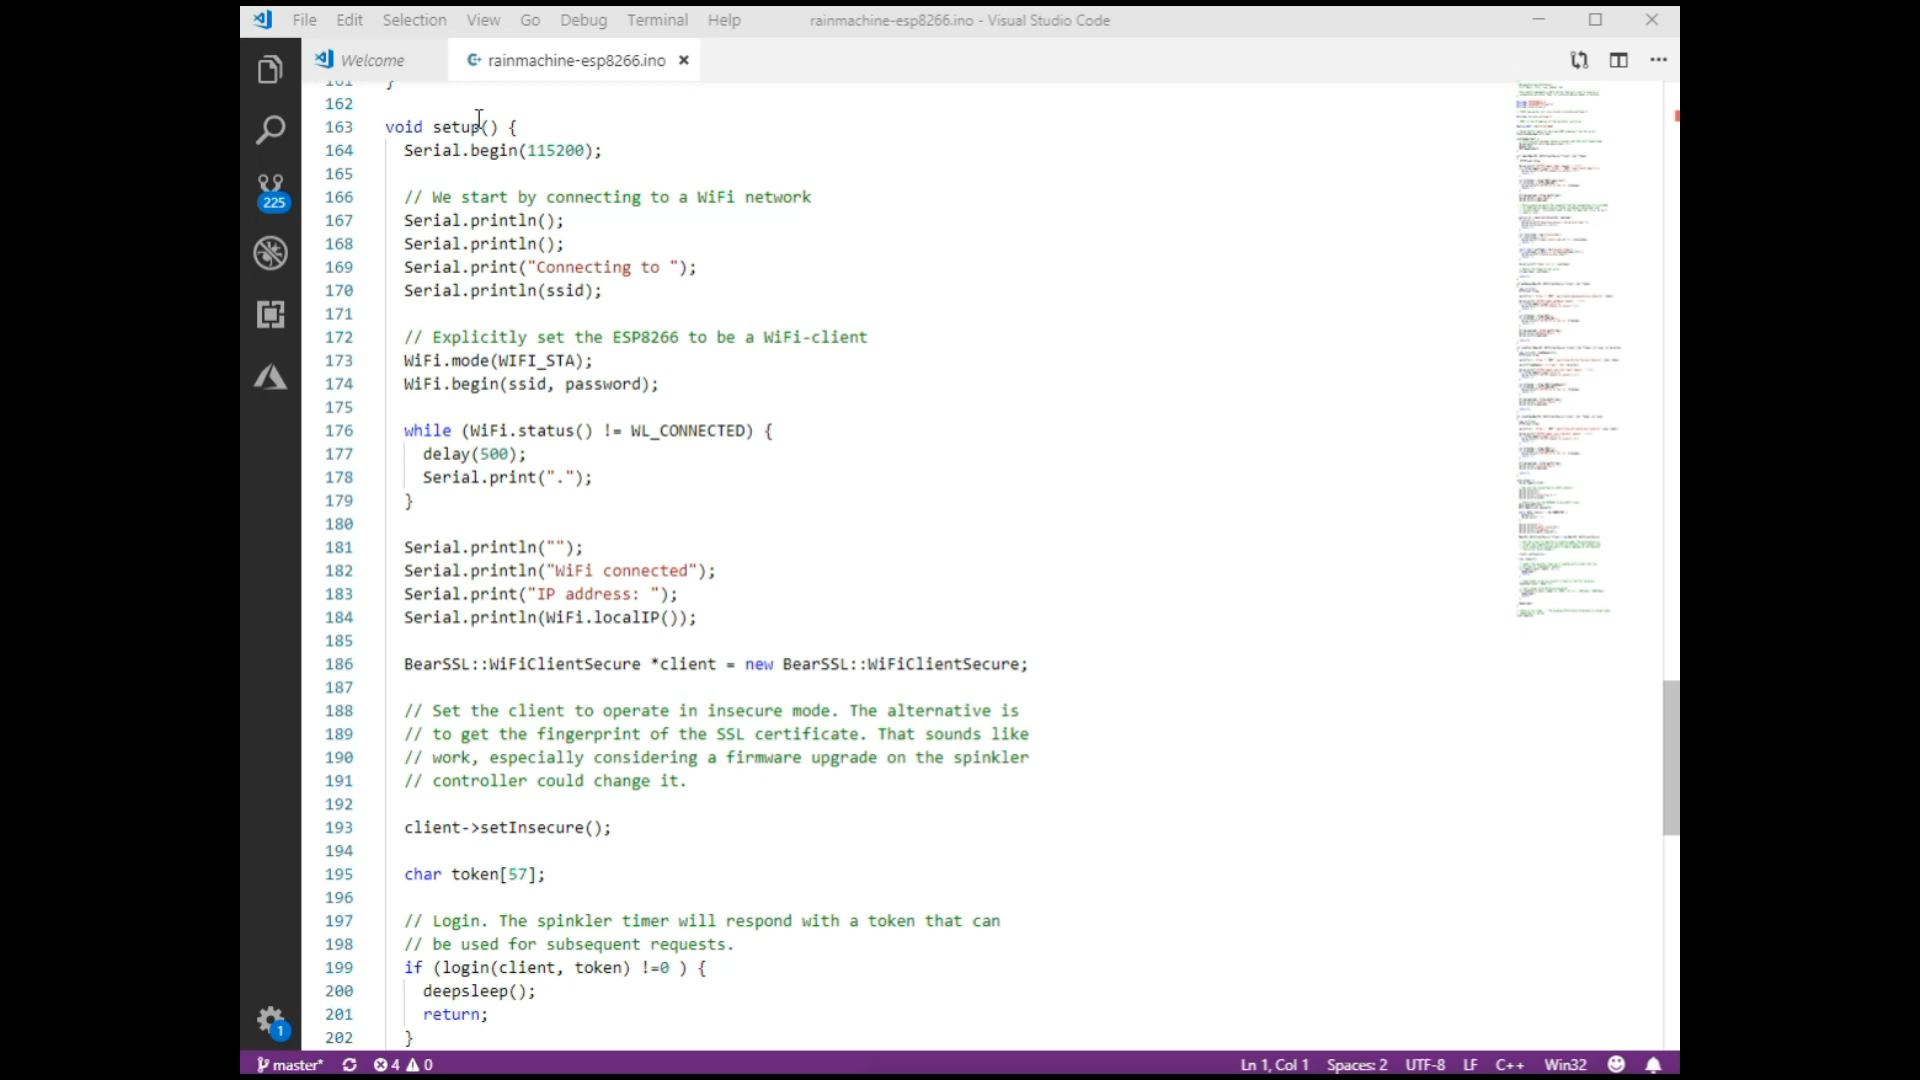 File Edit Selection View Go Debug Terminal Help rainmachine-esp8266.ino - Visual Studio Code
Welcome rainmachine-esp8266.ino
161 }
162
163 void setup() {
164 Serial.begin(115200);
165
166 // We start by connecting to a WiFi network
167 Serial.println();
168 Serial.println();
169 Serial.print("Connecting to ");
170 Serial.println(ssid);
171
172 // Explicitly set the ESP8266 to be a WiFi-client
173 WiFi.mode(WIFI_STA);
174 WiFi.begin(ssid, password);
175
176 while (WiFi.status() != WL_CONNECTED) {
177 delay(500);
178 Serial.print(".");
179 }
180
181 Serial.println("");
182 Serial.println("WiFi connected");
183 Serial.print("IP address: ");
184 Serial.println(WiFi.localIP());
185
186 BearSSL::WiFiClientSecure *client = new BearSSL::WiFiClientSecure;
187
188 // Set the client to operate in insecure mode. The alternative is
189 // to get the fingerprint of the SSL certificate. That sounds like
190 // work, especially considering a firmware upgrade on the spinkler
191 // controller could change it.
192
193 client->setInsecure();
194
195 char token[57];
196
197 // Login. The spinkler timer will respond with a token that can
198 // be used for subsequent requests.
199 if (login(client, token) !=0 ) {
200 deepsleep();
201 return;
202 }
225
1
master* 4 0 Ln 1, Col 1 Spaces: 2 UTF-8 LF C++ Win32